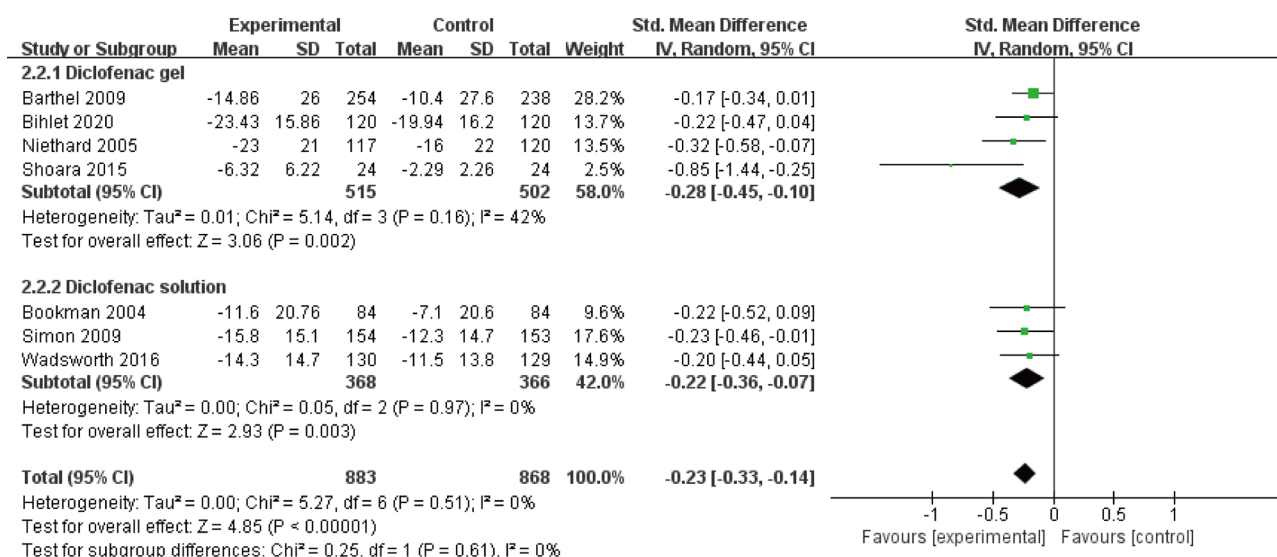 Experimental Control Std. Mean Difference Std. Mean Difference
Study or Subgroup Mean SD Total Mean SD Total Weight IV, Random, 95% CI IV, Random, 95% CI
2.2.1 Diclofenac gel
Barthel 2009 -14.86 26 254 -10.4 27.6 238 28.2% -0.17 [-0.34, 0.01]
Bihlet 2020 -23.43 15.86 120 -19.94 16.2 120 13.7% -0.22 [-0.47, 0.04]
Niethard 2005 -23 21 117 -16 22 120 13.5% -0.32 [-0.58, -0.07]
Shoara 2015 -6.32 6.22 24 -2.29 2.26 24 2.5% -0.85 [-1.44, -0.25]
Subtotal (95% CI) 515 502 58.0% -0.28 [-0.45, -0.10]
Heterogeneity: Tau² = 0.01; Chi² = 5.14, df = 3 (P = 0.16); I² = 42%
Test for overall effect: Z = 3.06 (P = 0.002)
2.2.2 Diclofenac solution
Bookman 2004 -11.6 20.76 84 -7.1 20.6 84 9.6% -0.22 [-0.52, 0.09]
Simon 2009 -15.8 15.1 154 -12.3 14.7 153 17.6% -0.23 [-0.46, -0.01]
Wadsworth 2016 -14.3 14.7 130 -11.5 13.8 129 14.9% -0.20 [-0.44, 0.05]
Subtotal (95% CI) 368 366 42.0% -0.22 [-0.36, -0.07]
Heterogeneity: Tau² = 0.00; Chi² = 0.05, df = 2 (P = 0.97); I² = 0%
Test for overall effect: Z = 2.93 (P = 0.003)
Total (95% CI) 883 868 100.0% -0.23 [-0.33, -0.14]
Heterogeneity: Tau² = 0.00; Chi² = 5.27, df = 6 (P = 0.51); I² = 0%
Test for overall effect: Z = 4.85 (P < 0.00001)
Test for subgroup differences: Chi² = 0.25, df = 1 (P = 0.61), I² = 0%
-1 -0.5 0 0.5 1
Favours [experimental] Favours [control]